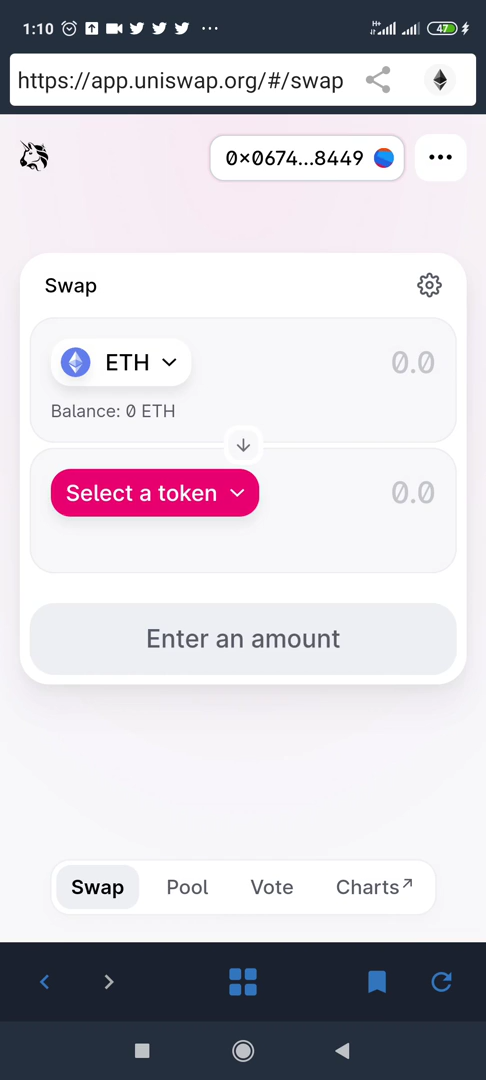 1:10
H+
47
https://app.uniswap.org/#/swap
0x0674...8449
Swap
ETH
0.0
Balance: 0 ETH
Select a token
0.0
Enter an amount
Swap Pool Vote Charts↗